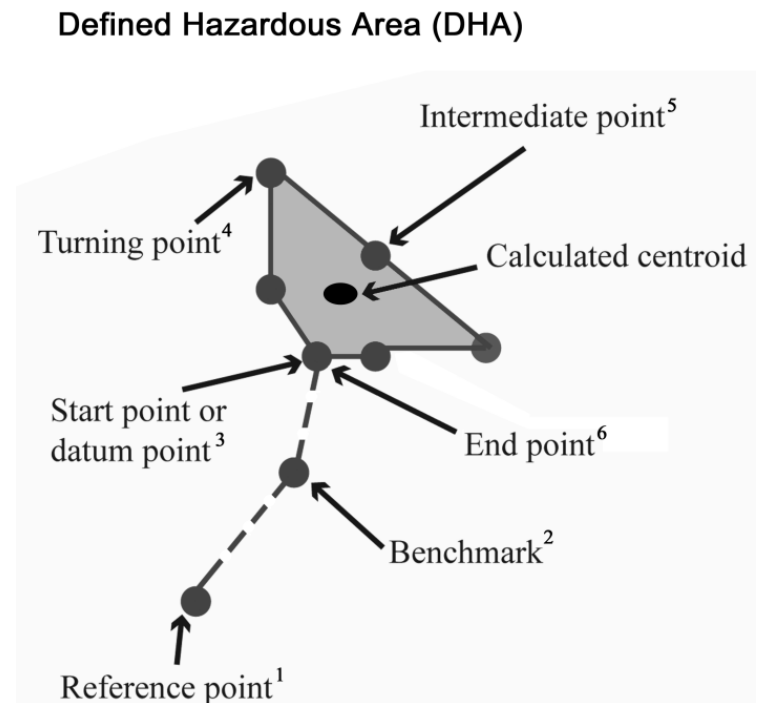 Defined Hazardous Area (DHA)
Intermediate point⁵
Turning point⁴
Calculated centroid
Start point or
datum point³
End point⁶
Benchmark²
Reference point¹